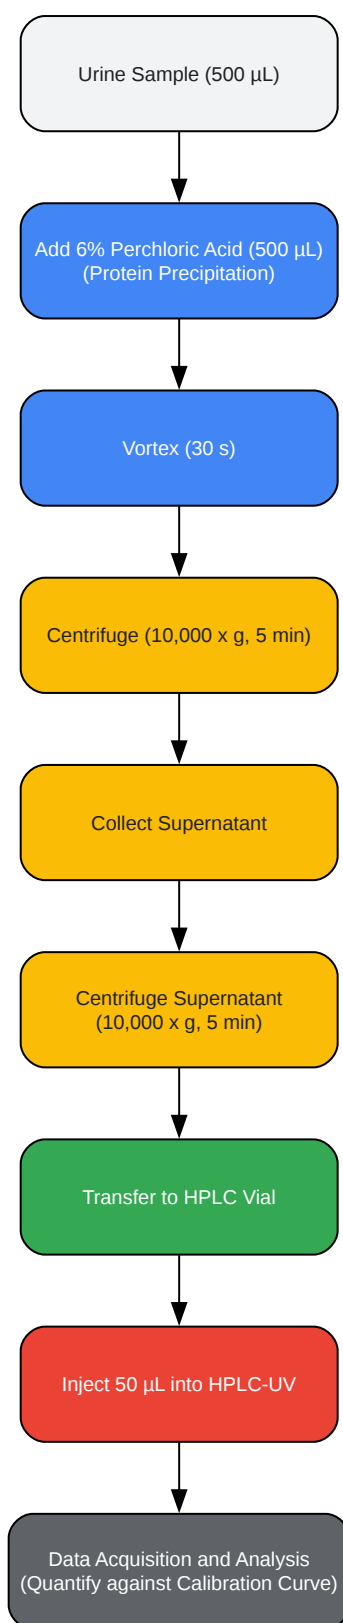 Urine Sample (500 µL)
Add 6% Perchloric Acid (500 µL)
(Protein Precipitation)
Vortex (30 s)
Centrifuge (10,000 x g, 5 min)
Collect Supernatant
Centrifuge Supernatant
(10,000 x g, 5 min)
Transfer to HPLC Vial
Inject 50 µL into HPLC-UV
Data Acquisition and Analysis
(Quantify against Calibration Curve)